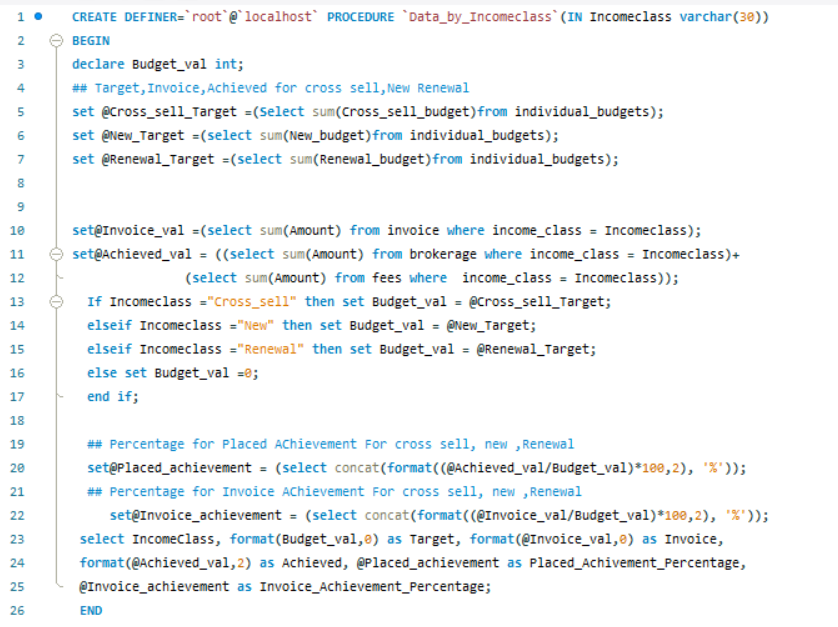 1 CREATE DEFINER=`root`@`localhost` PROCEDURE `Data_by_Incomeclass`(IN Incomeclass varchar(30))
2 BEGIN
3 declare Budget_val int;
4 ## Target,Invoice,Achieved for cross sell,New Renewal
5 set @Cross_sell_Target =(Select sum(Cross_sell_budget)from individual_budgets);
6 set @New_Target =(select sum(New_budget)from individual_budgets);
7 set @Renewal_Target =(select sum(Renewal_budget)from individual_budgets);
8
9
10 set@Invoice_val =(select sum(Amount) from invoice where income_class = Incomeclass);
11 set@Achieved_val = ((select sum(Amount) from brokerage where income_class = Incomeclass)+
12 (select sum(Amount) from fees where  income_class = Incomeclass));
13 If Incomeclass ="Cross_sell" then set Budget_val = @Cross_sell_Target;
14 elseif Incomeclass ="New" then set Budget_val = @New_Target;
15 elseif Incomeclass ="Renewal" then set Budget_val = @Renewal_Target;
16 else set Budget_val =0;
17 end if;
18
19 ## Percentage for Placed AChievement For cross sell, new ,Renewal
20 set@Placed_achievement = (select concat(format((@Achieved_val/Budget_val)*100,2), '%'));
21 ## Percentage for Invoice AChievement For cross sell, new ,Renewal
22 set@Invoice_achievement = (select concat(format((@Invoice_val/Budget_val)*100,2), '%'));
23 select IncomeClass, format(Budget_val,0) as Target, format(@Invoice_val,0) as Invoice,
24 format(@Achieved_val,2) as Achieved, @Placed_achievement as Placed_Achivement_Percentage,
25 @Invoice_achievement as Invoice_Achievement_Percentage;
26 END